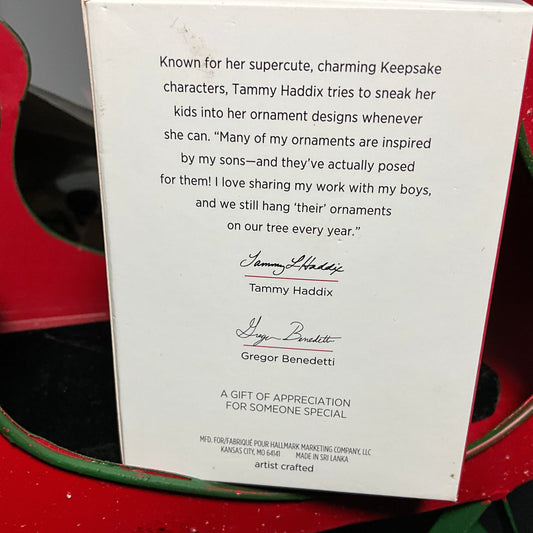 Known for her supercute, charming Keepsake
characters, Tammy Haddix tries to sneak her
kids into her ornament designs whenever
she can. “Many of my ornaments are inspired
by my sons—and they’ve actually posed
for them! I love sharing my work with my boys,
and we still hang ‘their’ ornaments
on our tree every year.”
Tammy L Haddix
Tammy Haddix
Gregor Benedetti
Gregor Benedetti
A GIFT OF APPRECIATION
FOR SOMEONE SPECIAL
MFD. FOR/FABRIQUÉ POUR HALLMARK MARKETING COMPANY, LLC
KANSAS CITY, MO 64141 MADE IN SRI LANKA
artist crafted